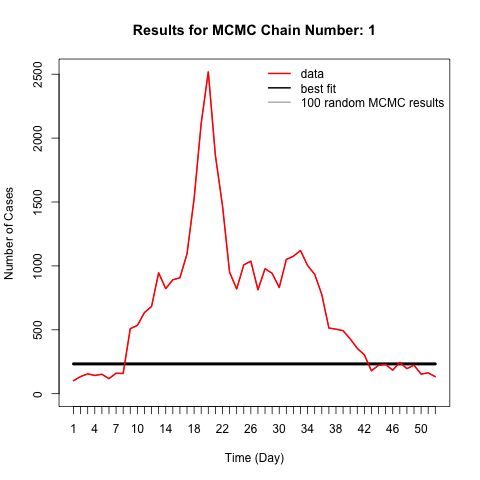 Results for MCMC Chain Number: 1
data
best fit
100 random MCMC results
Number of Cases
2500
2000
1500
1000
500
0
1 4 7 10 14 18 22 26 30 34 38 42 46 50
Time (Day)